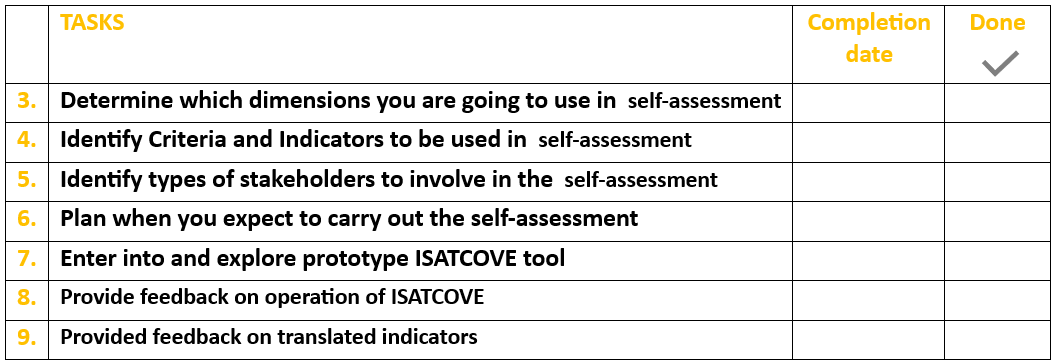 TASKS
Completion
date
Done
3. Determine which dimensions you are going to use in self-assessment
4. Identify Criteria and Indicators to be used in self-assessment
5. Identify types of stakeholders to involve in the self-assessment
6. Plan when you expect to carry out the self-assessment
7. Enter into and explore prototype ISATCOVE tool
8. Provide feedback on operation of ISATCOVE
9. Provided feedback on translated indicators